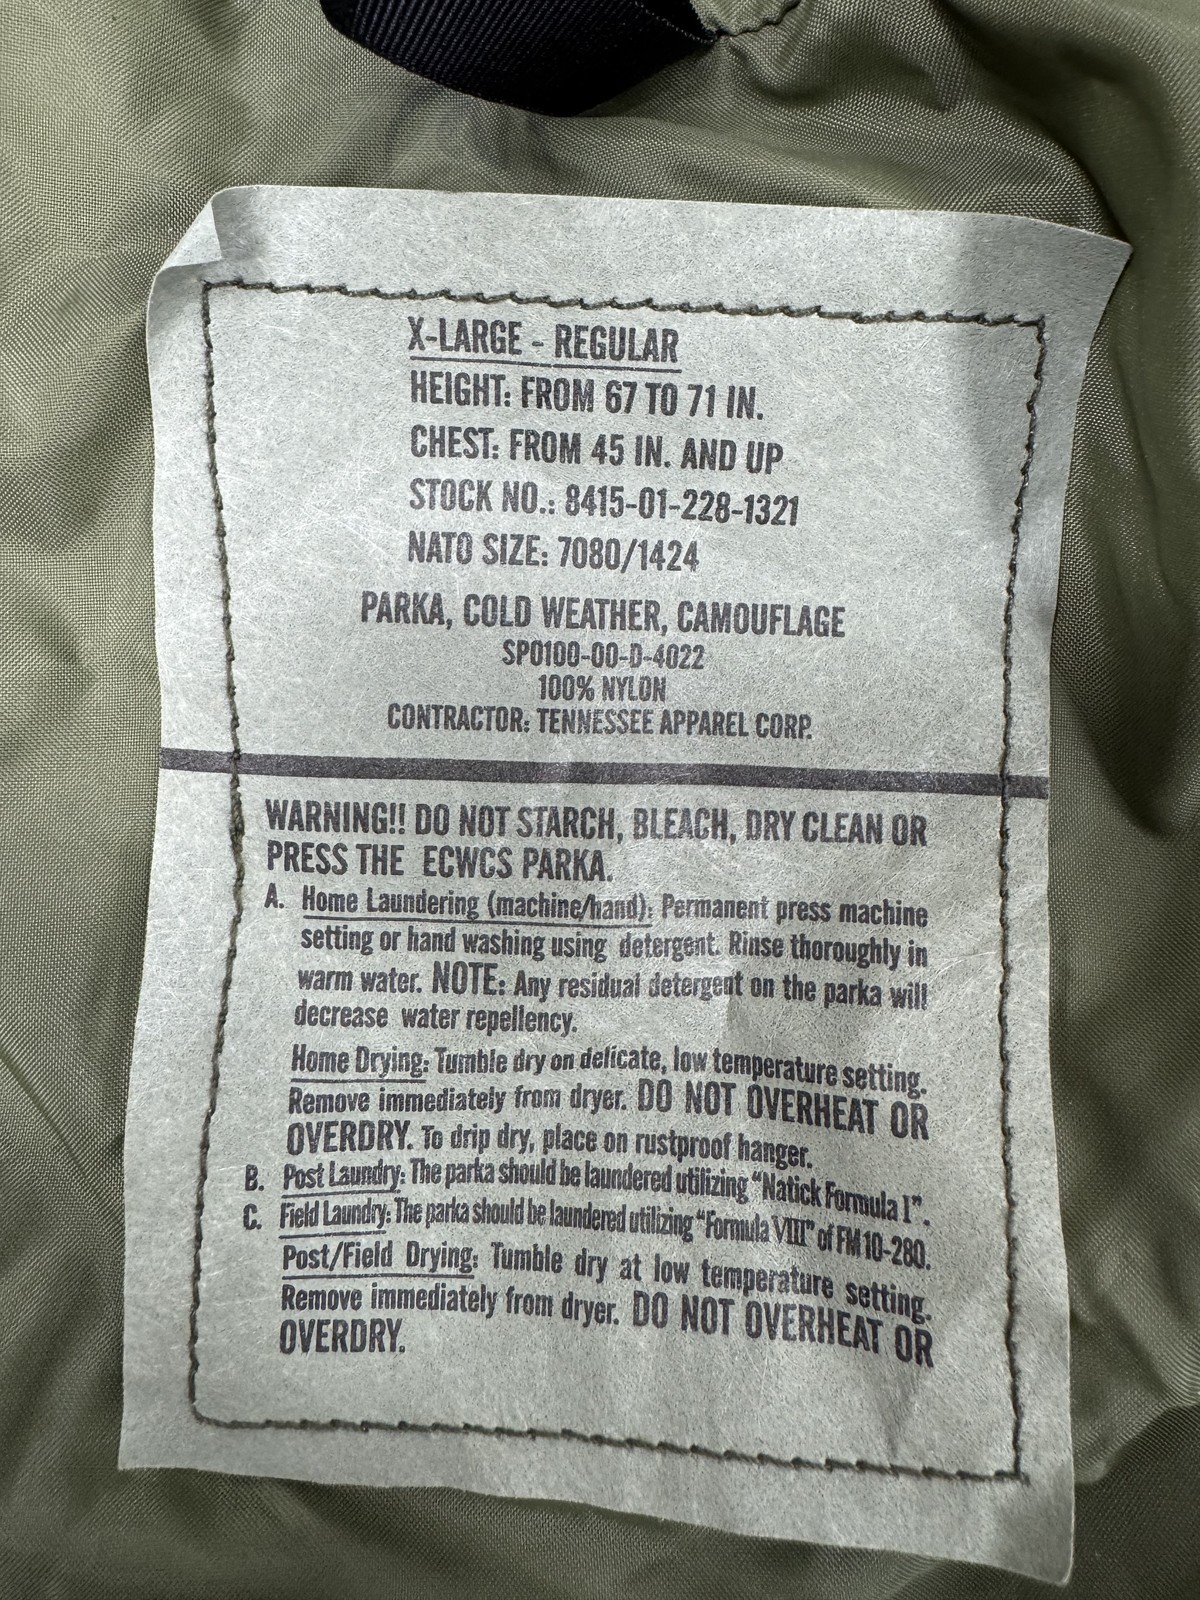 X-LARGE - REGULAR
HEIGHT: FROM 67 TO 71 IN.
CHEST: FROM 45 IN. AND UP
STOCK NO.: 8415-01-228-1321
NATO SIZE: 7080/1424
PARKA, COLD WEATHER, CAMOUFLAGE
SPO100-00-D-4022
100% NYLON
CONTRACTOR: TENNESSEE APPAREL CORP.
WARNING!! DO NOT STARCH, BLEACH, DRY CLEAN OR
PRESS THE ECWCS PARKA.
A. Home Laundering (machine/hand): Permanent press machine
setting or hand washing using detergent. Rinse thoroughly in
warm water. NOTE: Any residual detergent on the parka will
decrease water repellency.
Home Drying: Tumble dry on delicate, low temperature setting.
Remove immediately from dryer. DO NOT OVERHEAT OR
OVERDRY. To drip dry, place on rustproof hanger.
B. Post Laundry: The parka should be laundered utilizing "Natick Formula I".
C. Field Laundry: The parka should be laundered utilizing "Formula VIII" of FM 10-280.
Post/Field Drying: Tumble dry at low temperature setting.
Remove immediately from dryer. DO NOT OVERHEAT OR
OVERDRY.